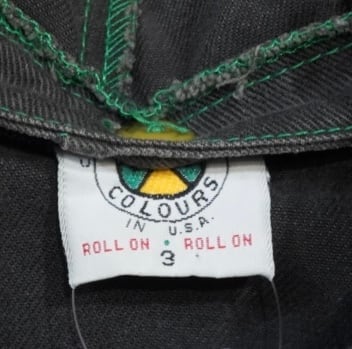 COLOURS
IN U.S.A.
ROLL ON • ROLL ON
3